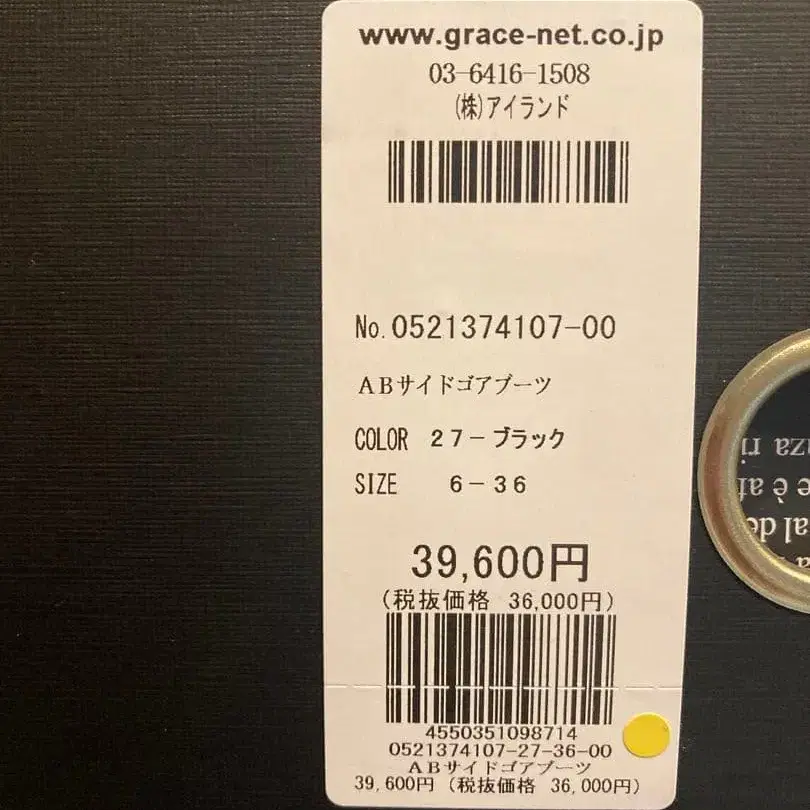 www.grace-net.co.jp
03-6416-1508
(株)アイランド
No.0521374107-00
ABサイドゴアブーツ
COLOR 27-ブラック
SIZE 6-36
39,600円
(税抜価格 36,000円)
4550351098714
0521374107-27-36-00
ABサイドゴアブーツ
39,600円 (税抜価格 36,000円)